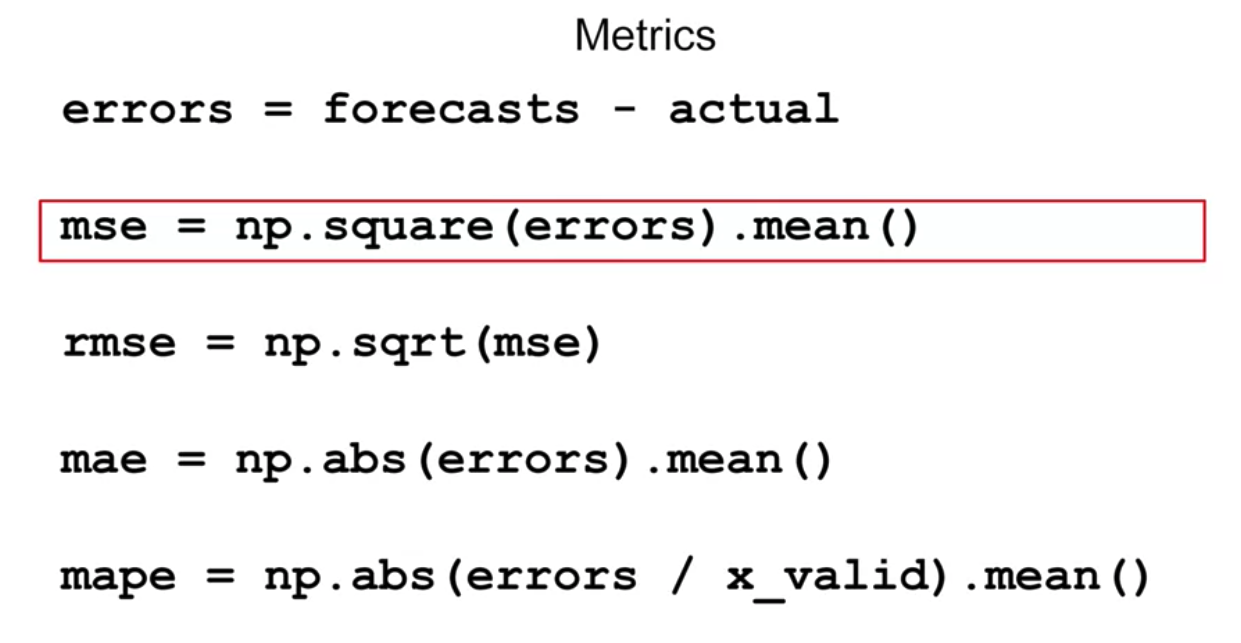 Metrics
errors = forecasts - actual
mse = np.square(errors).mean()
rmse = np.sqrt(mse)
mae = np.abs(errors).mean()
mape = np.abs(errors / x_valid).mean()